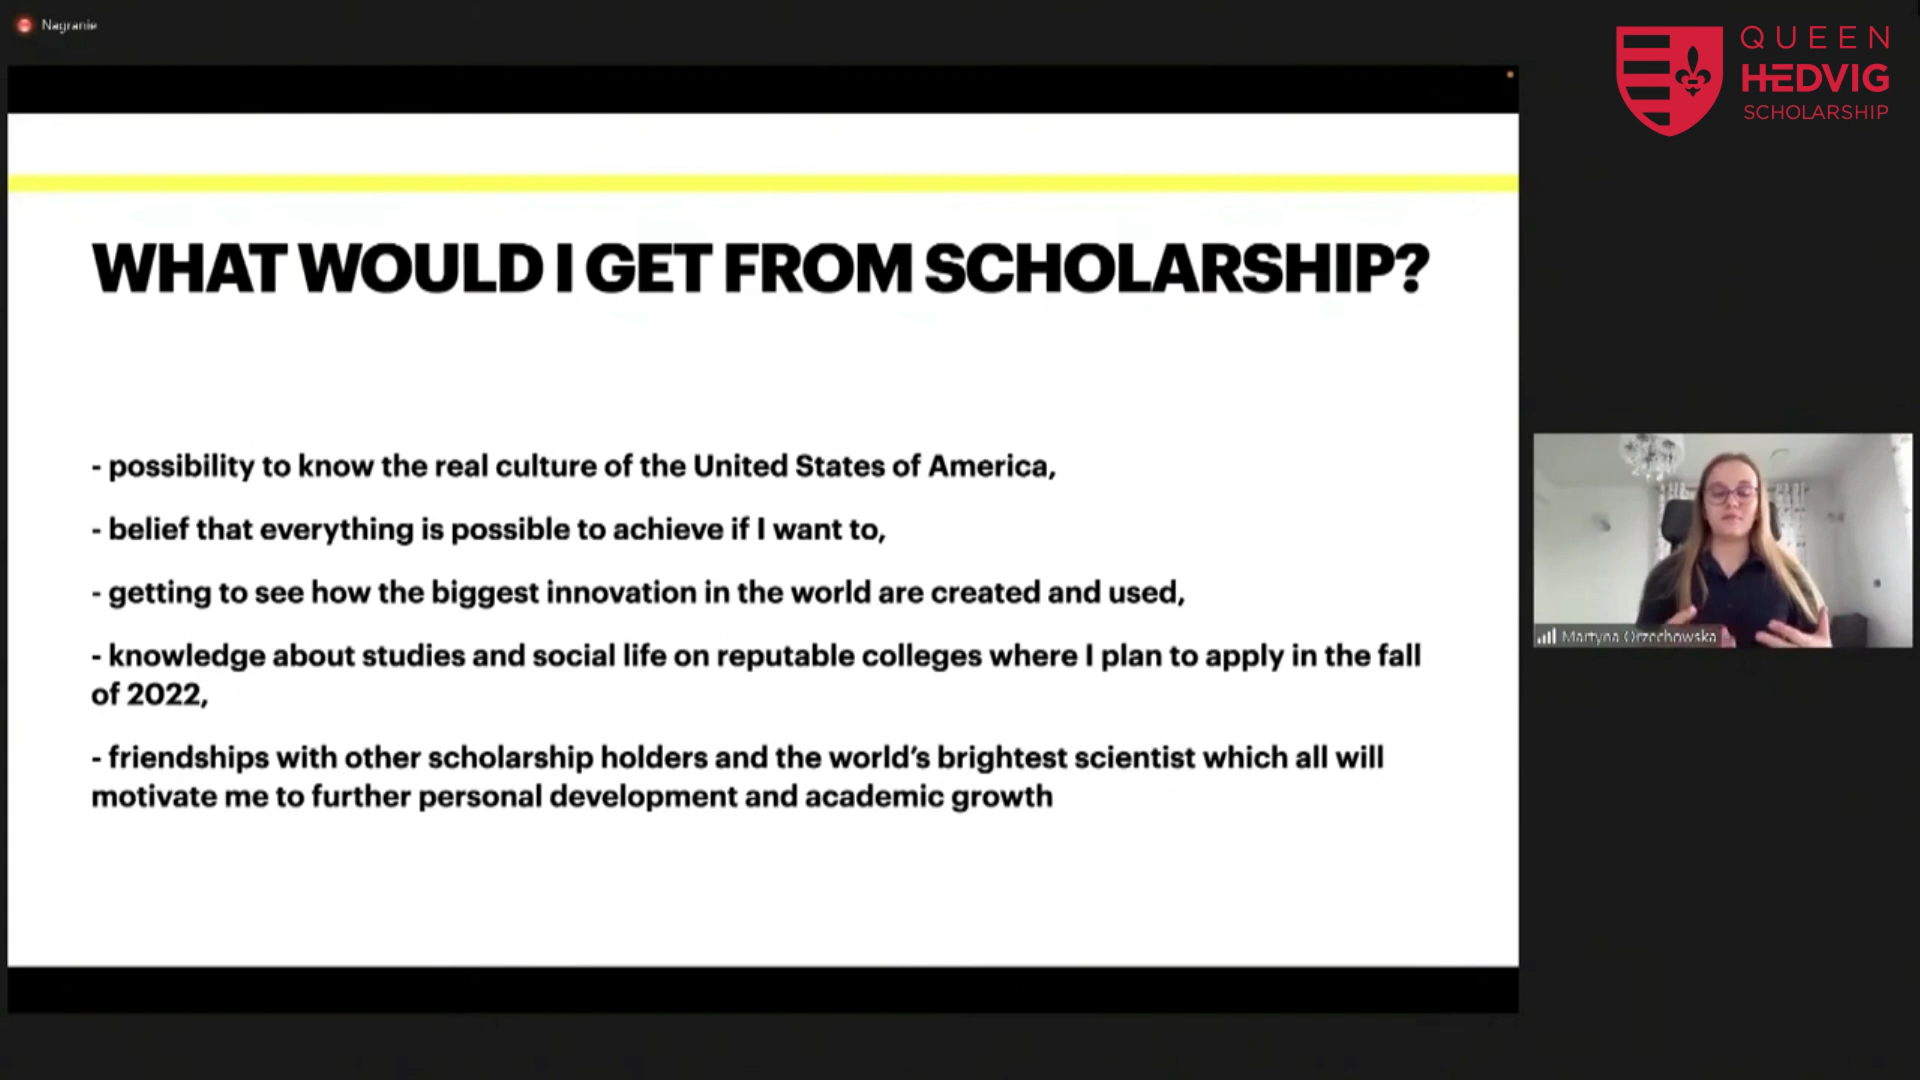 Nagranie
QUEEN
HEDVIG
SCHOLARSHIP
WHAT WOULD I GET FROM SCHOLARSHIP?
- possibility to know the real culture of the United States of America,
- belief that everything is possible to achieve if I want to,
- getting to see how the biggest innovation in the world are created and used,
- knowledge about studies and social life on reputable colleges where I plan to apply in the fall
of 2022,
- friendships with other scholarship holders and the world’s brightest scientist which all will
motivate me to further personal development and academic growth
Martyna Orzechowska